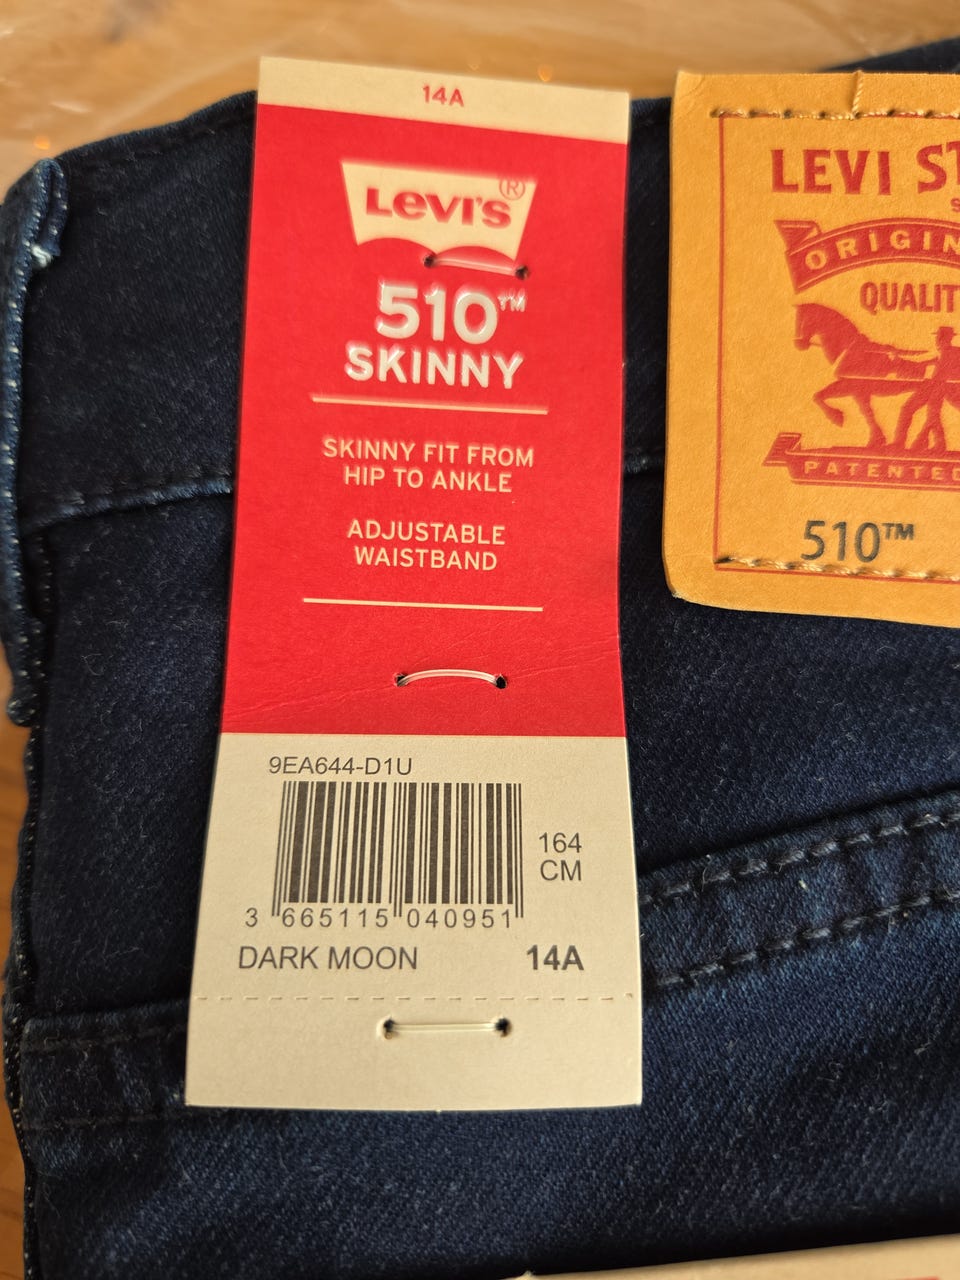 14A
Levi's®
510™
SKINNY
SKINNY FIT FROM
HIP TO ANKLE
ADJUSTABLE
WAISTBAND
9EA644-D1U
164
CM
3 665115 040951
DARK MOON 14A
LEVI ST
ORIGIN
QUALIT
PATENTED
510™